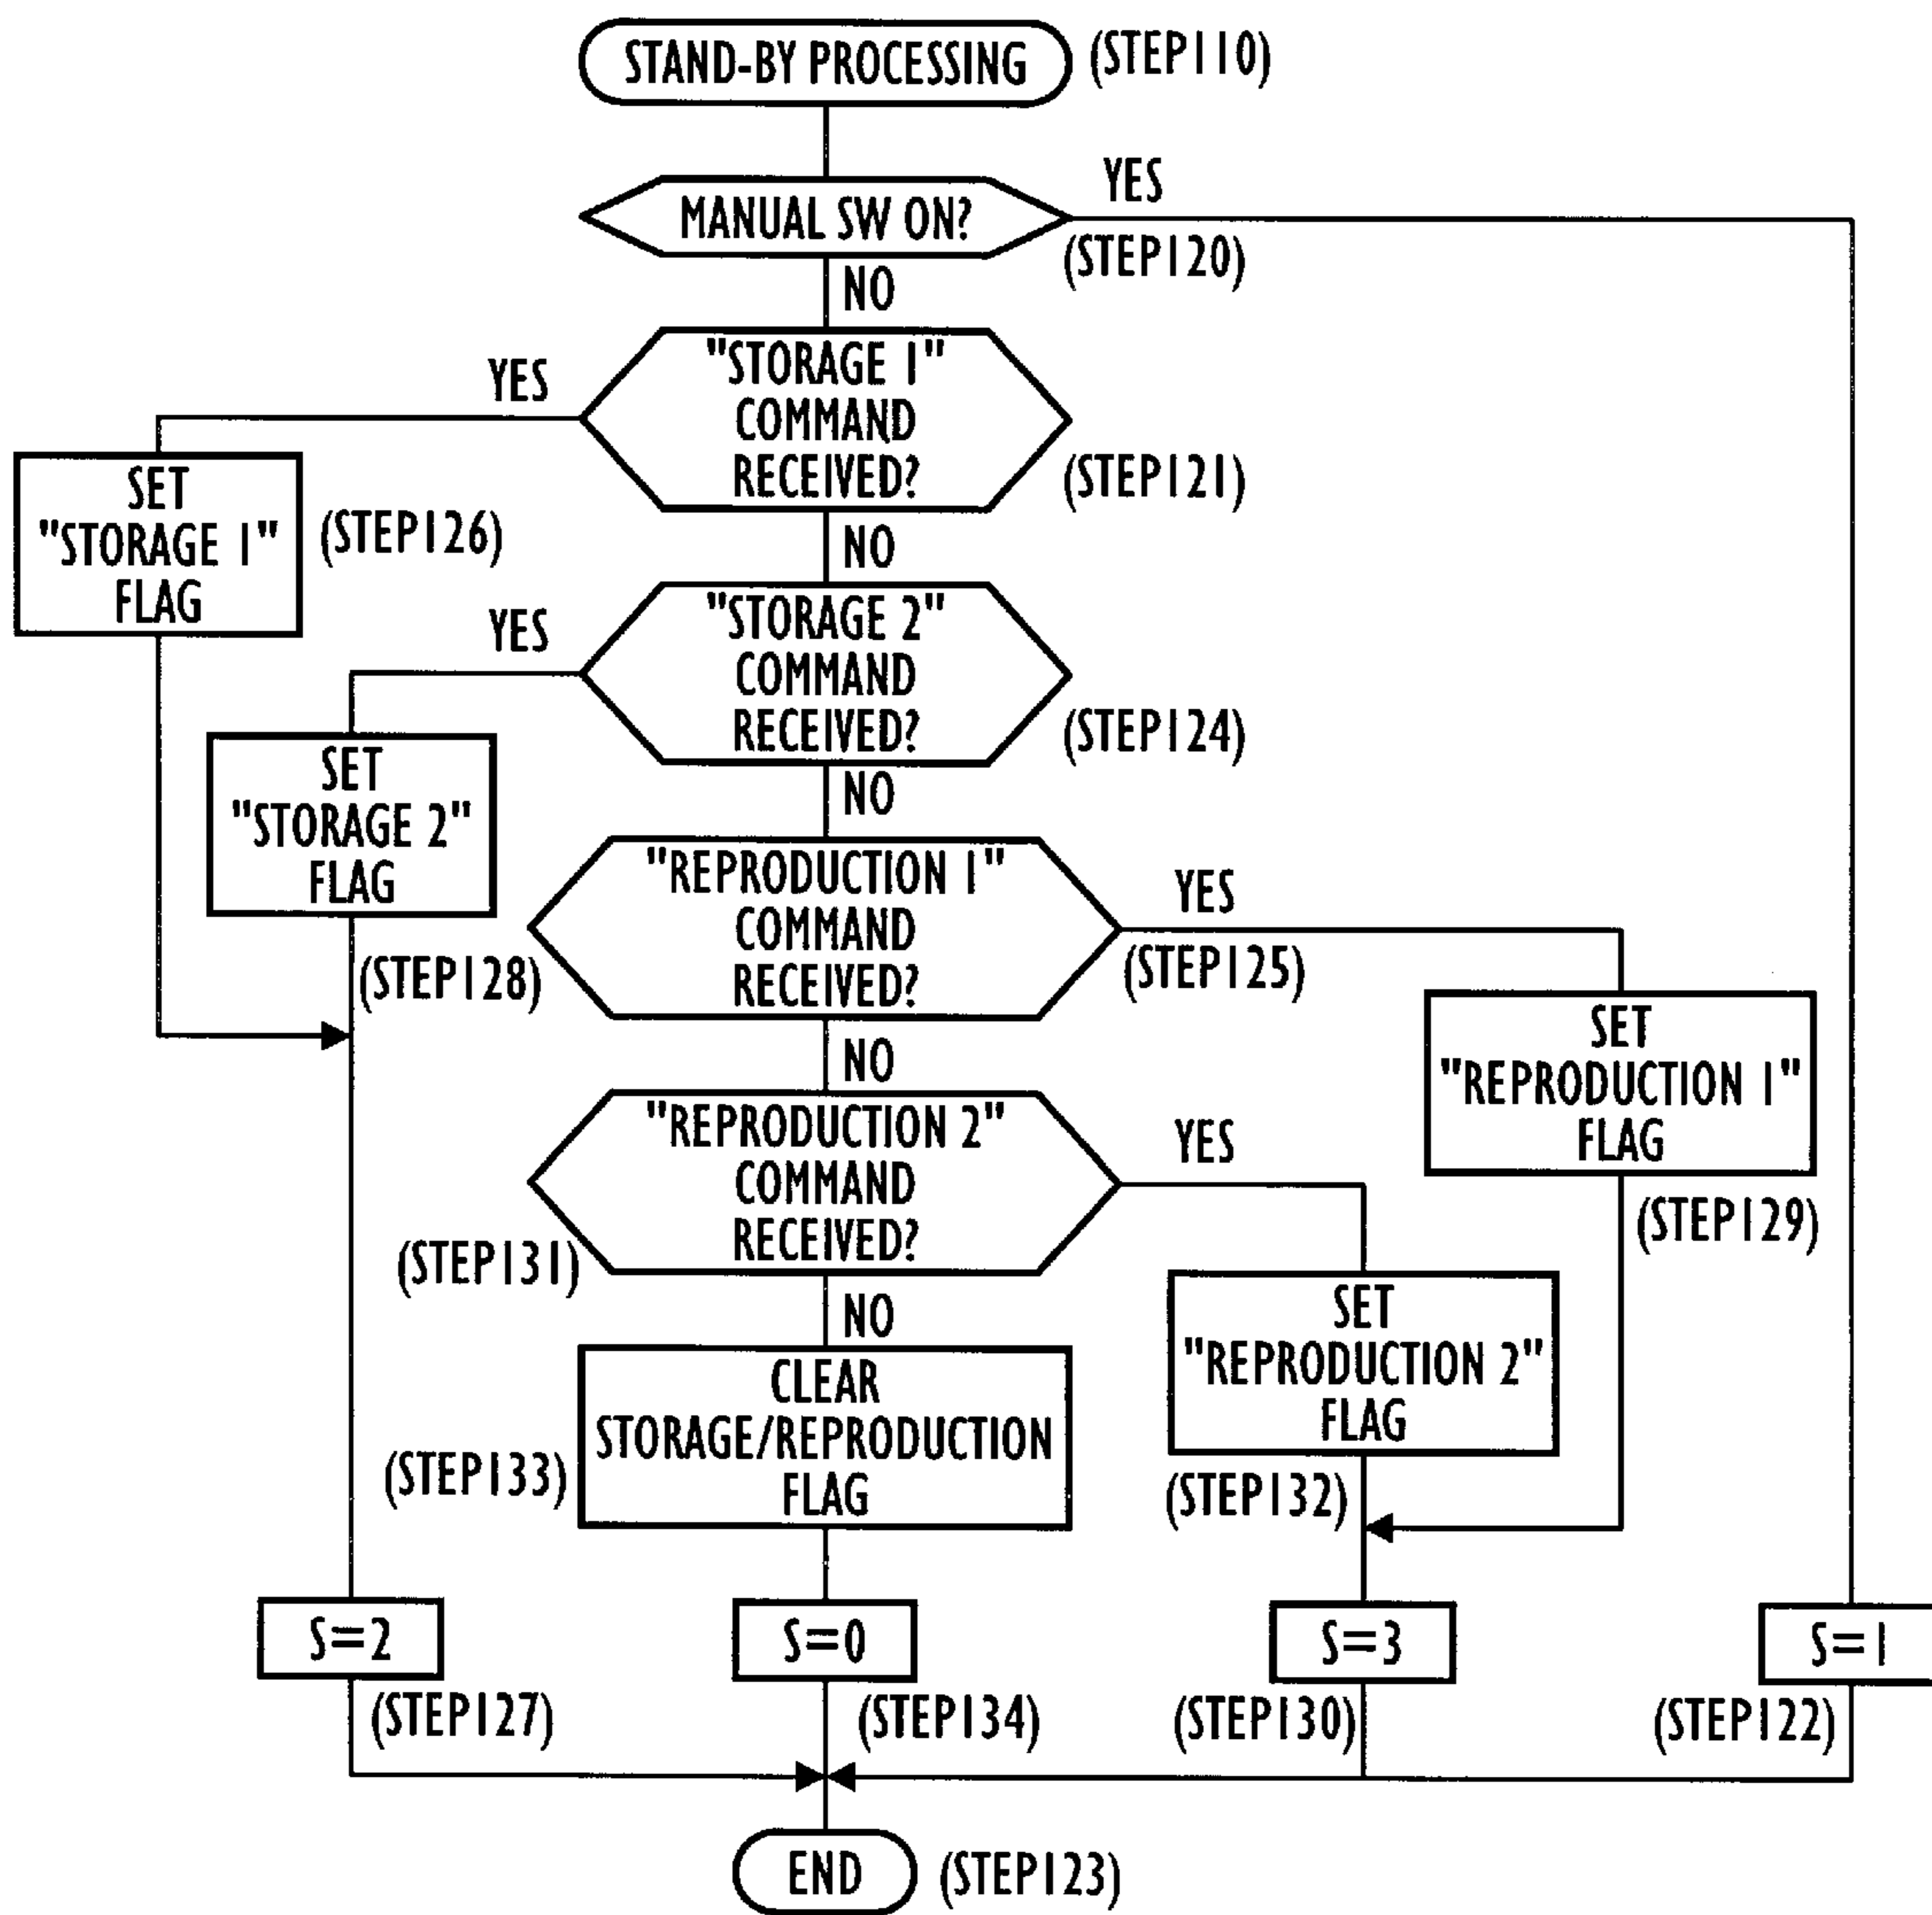 STAND-BY PROCESSING
(STEP110)
MANUAL SW ON?
YES
(STEP120)
NO
"STORAGE 1"
COMMAND
RECEIVED?
YES
(STEP121)
SET
"STORAGE 1"
FLAG
(STEP126)
NO
"STORAGE 2"
COMMAND
RECEIVED?
YES
(STEP124)
SET
"STORAGE 2"
FLAG
(STEP128)
NO
"REPRODUCTION 1"
COMMAND
RECEIVED?
YES
(STEP125)
SET
"REPRODUCTION 1"
FLAG
(STEP129)
NO
"REPRODUCTION 2"
COMMAND
RECEIVED?
YES
(STEP131)
SET
"REPRODUCTION 2"
FLAG
(STEP132)
NO
CLEAR
STORAGE/REPRODUCTION
FLAG
(STEP133)
S=2
(STEP127)
S=0
(STEP134)
S=3
(STEP130)
S=1
(STEP122)
END
(STEP123)